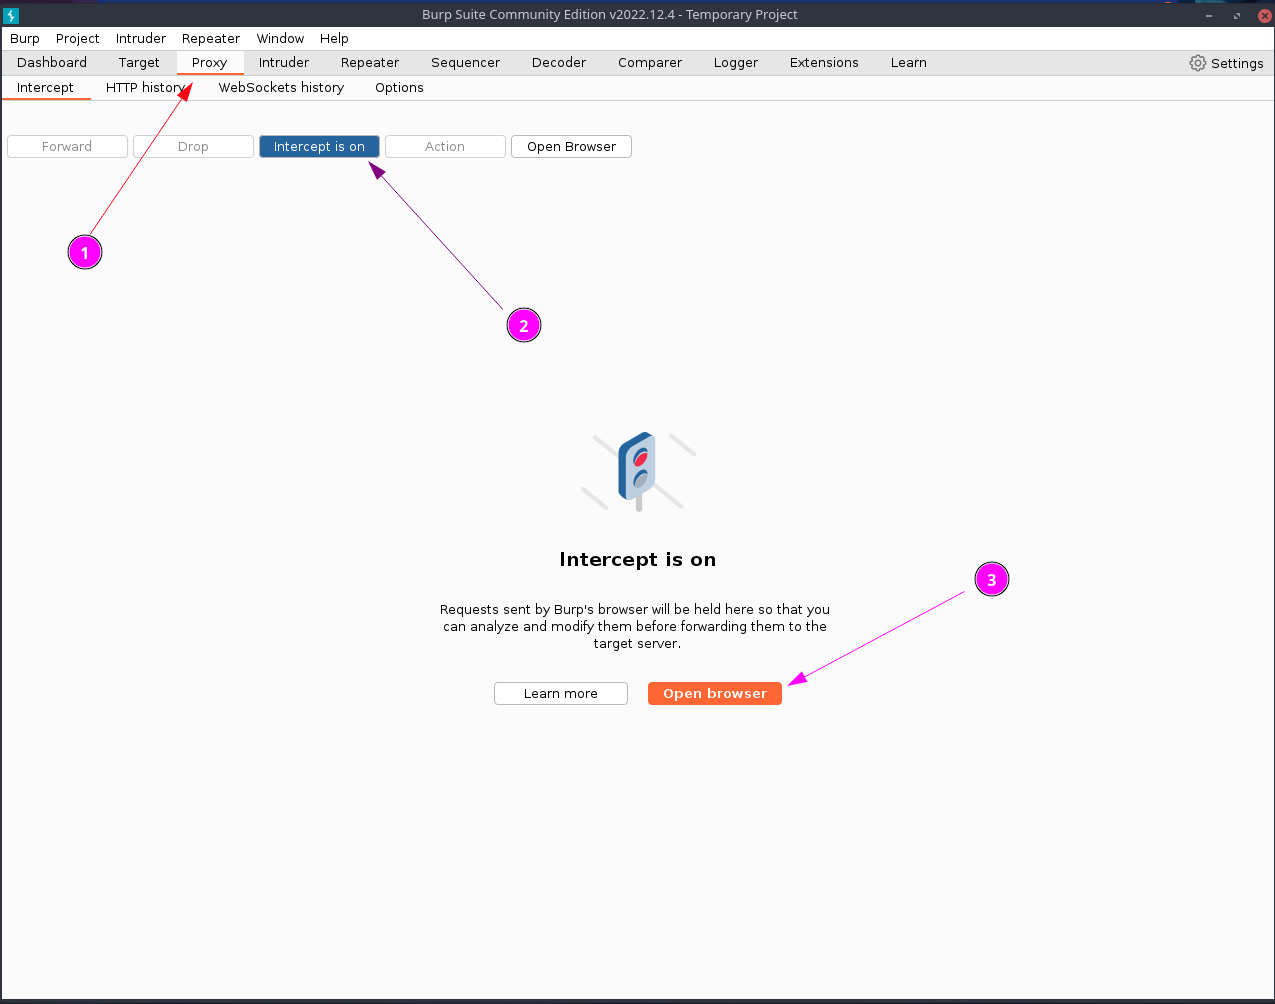 Burp Suite Community Edition v2022.12.4 - Temporary Project
Burp Project Intruder Repeater Window Help
Dashboard Target Proxy Intruder Repeater Sequencer Decoder Comparer Logger Extensions Learn Settings
Intercept HTTP history WebSockets history Options
Forward Drop Intercept is on Action Open Browser
1
2
Intercept is on
3
Requests sent by Burp's browser will be held here so that you
can analyze and modify them before forwarding them to the
target server.
Learn more Open browser